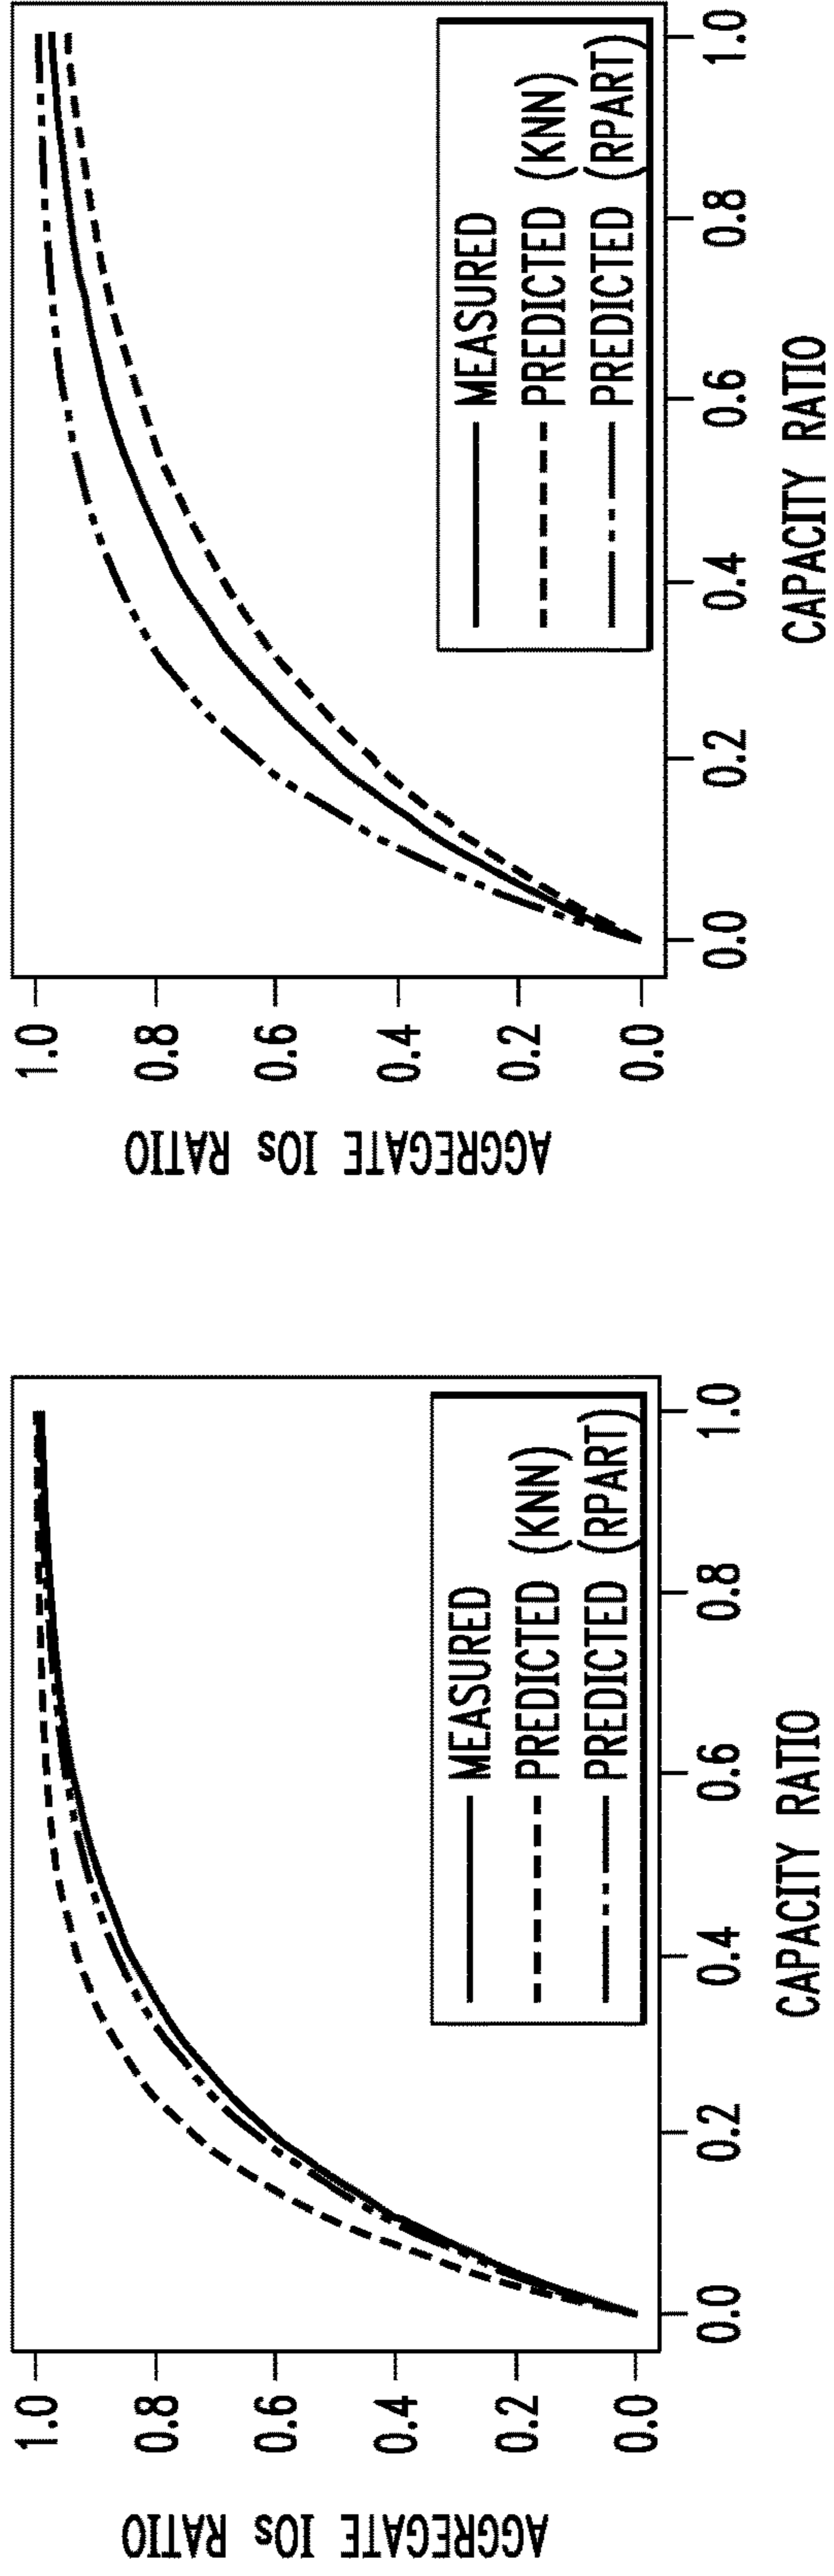 AGGREGATE IOs RATIO
1.0
0.8
0.6
0.4
0.2
0.0
MEASURED
PREDICTED (KNN)
PREDICTED (RPART)
0.0 0.2 0.4 0.6 0.8 1.0
CAPACITY RATIO
AGGREGATE IOs RATIO
1.0
0.8
0.6
0.4
0.2
0.0
MEASURED
PREDICTED (KNN)
PREDICTED (RPART)
0.0 0.2 0.4 0.6 0.8 1.0
CAPACITY RATIO